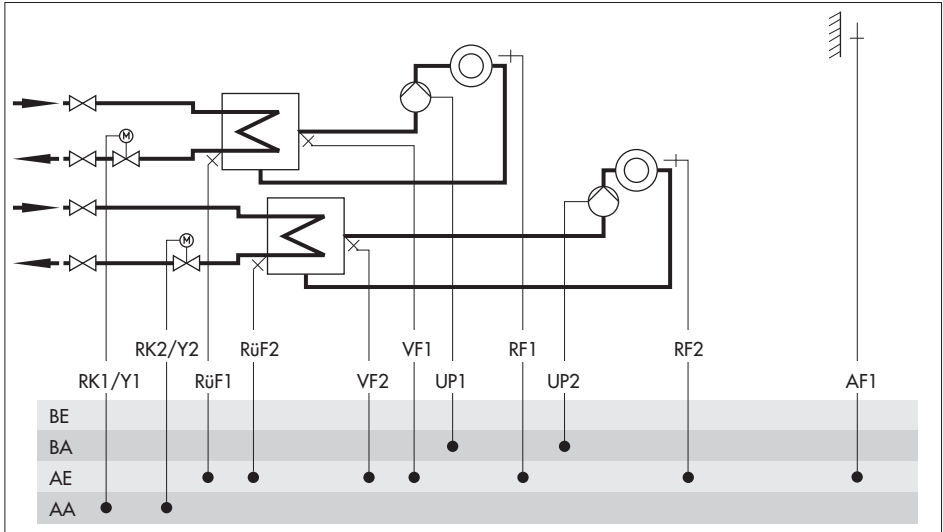 M
M
RK2/Y2 RüF2 VF1 RF1 RF2
RK1/Y1 RüF1 VF2 UP1 UP2 AF1
BE
BA
AE
AA